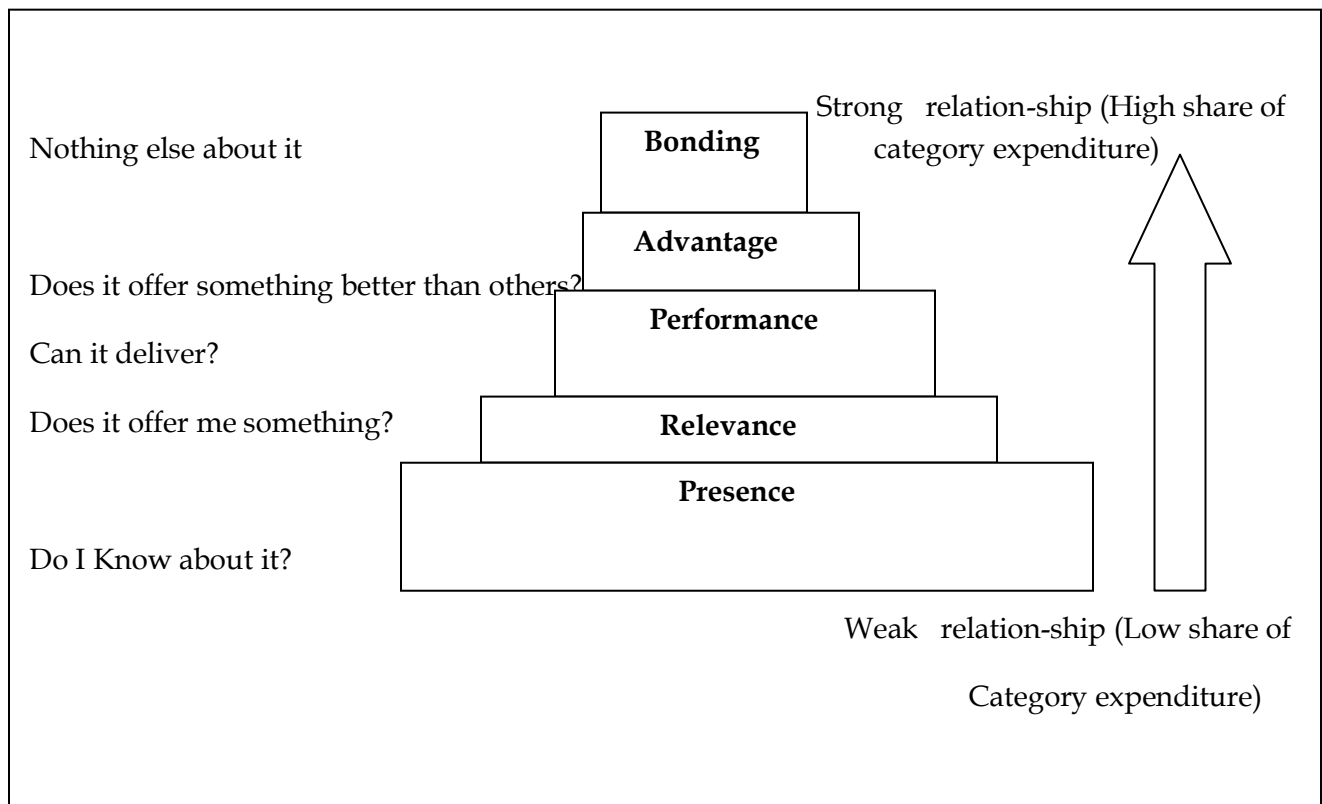 Strong relation-ship (High share of
category expenditure)
Nothing else about it
Bonding
Advantage
Does it offer something better than others?
Performance
Can it deliver?
Does it offer me something?
Relevance
Presence
Do I Know about it?
Weak relation-ship (Low share of
Category expenditure)